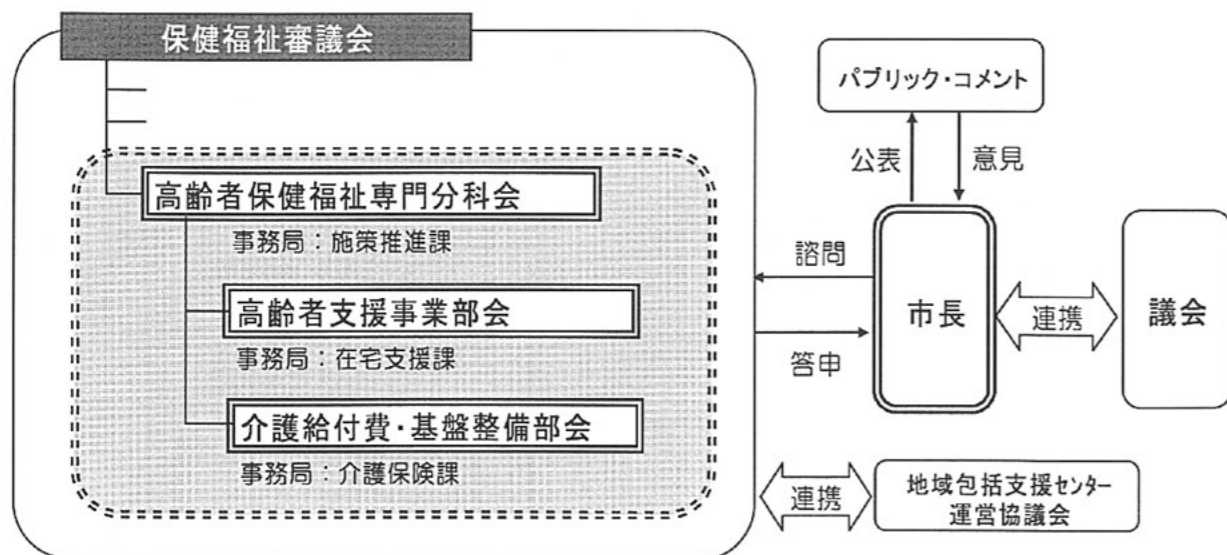 保健福祉審議会
高齢者保健福祉専門分科会
事務局：施策推進課
高齢者支援事業部会
事務局：在宅支援課
介護給付費・基盤整備部会
事務局：介護保険課
パブリック・コメント
公表
意見
諮問
答申
市長
連携
議会
連携
地域包括支援センター
運営協議会